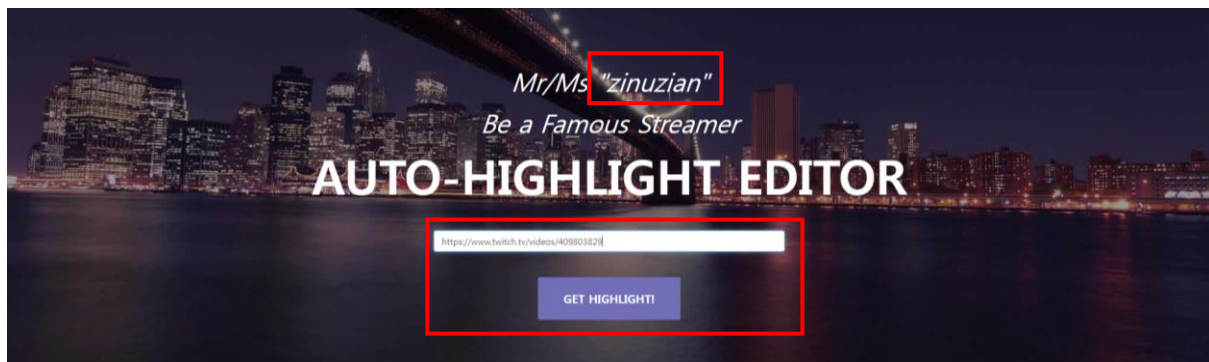 Mr/Ms "zinuzian"
Be a Famous Streamer
AUTO-HIGHLIGHT EDITOR
https://www.twitch.tv/videos/409803829
GET HIGHLIGHT!